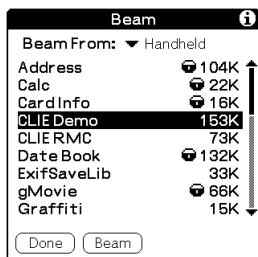 Beam
Beam From: Handheld
Address 104K
Calc 22K
Card Info 16K
CLIE Demo 153K
CLIE RMC 73K
Date Book 132K
ExifSaveLib 33K
gMovie 66K
Graffiti 15K
Done Beam